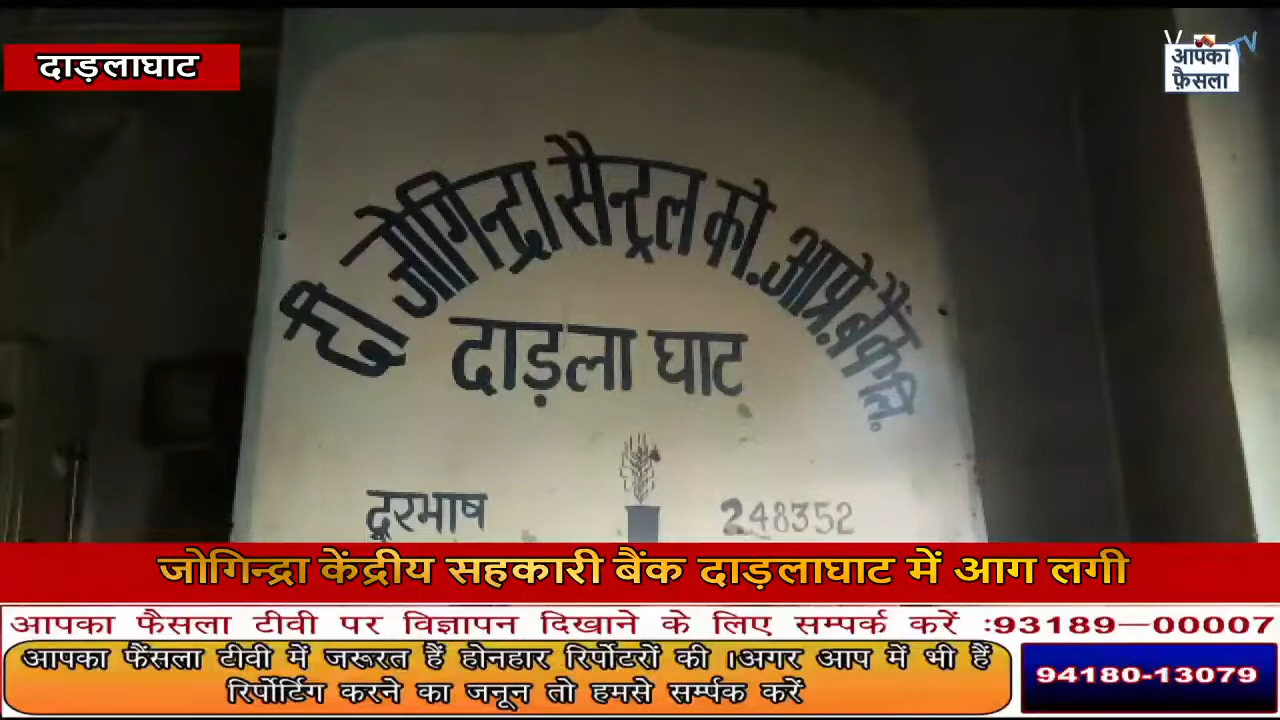 दाड़लाघाट
आपका
फ़ैसला
दी जोगिन्द्रा सैन्ट्रल को. आप्रे. बैंक लि.
दाड़ला घाट
दूरभाष 248352
जोगिन्द्रा केंद्रीय सहकारी बैंक दाड़लाघाट में आग लगी
आपका फैसला टीवी पर विज्ञापन दिखाने के लिए सम्पर्क करें :93189—00007
आपका फैंसला टीवी में जरूरत हैं होनहार रिर्पोटरों की ।अगर आप में भी हैं
रिर्पोटिंग करने का जनून तो हमसे सर्म्पक करें
94180-13079